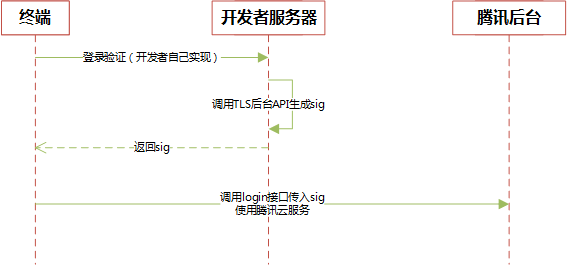 终端
开发者服务器
腾讯后台
登录验证（开发者自己实现）
调用TLS后台API生成sig
返回sig
调用login接口传入sig
使用腾讯云服务